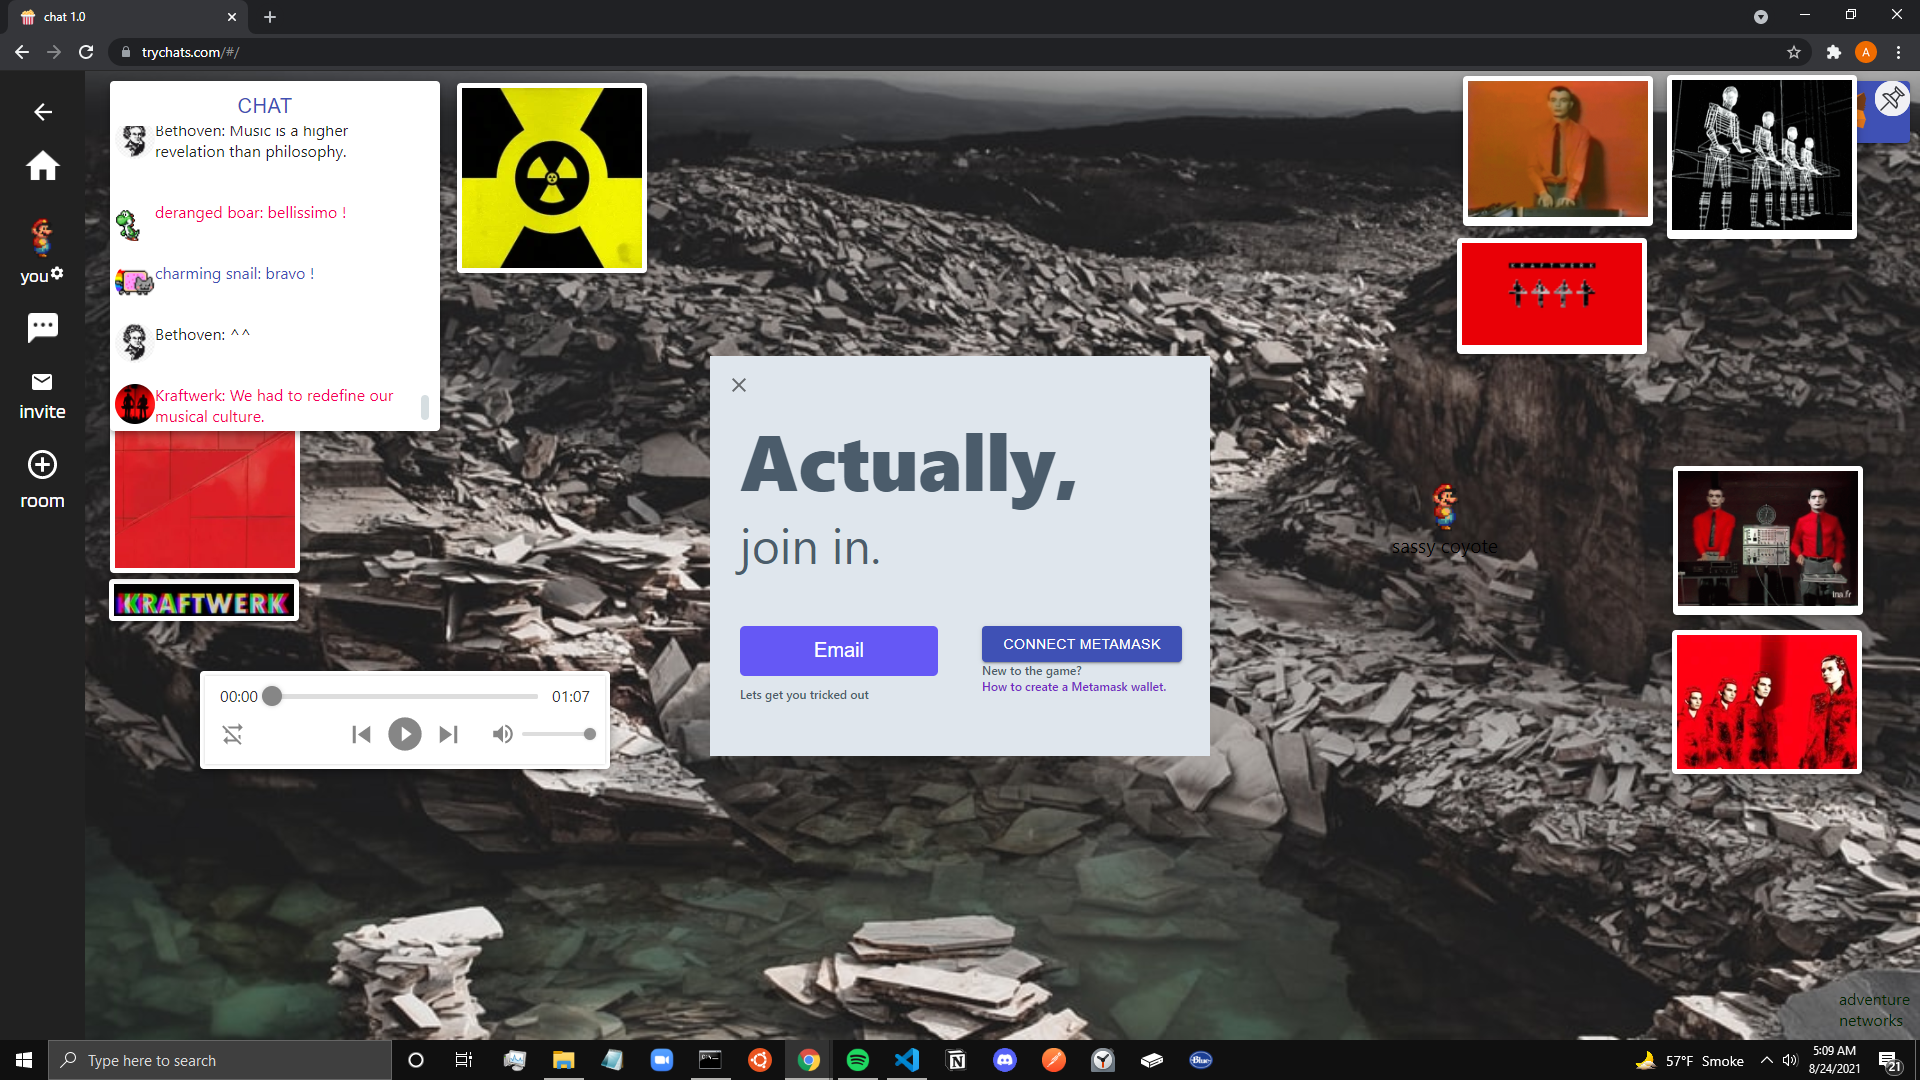 chat 1.0
trychats.com/#/
A
CHAT
Bethoven: Music is a higher
revelation than philosophy.
deranged boar: bellissimo !
charming snail: bravo !
Bethoven: ^^
Kraftwerk: We had to redefine our
musical culture.
you
invite
room
KRAFTWERK
KRAFTWERK
00:00
01:07
Actually,
join in.
Email
Lets get you tricked out
CONNECT METAMASK
New to the game?
How to create a Metamask wallet.
sassy coyote
ina.fr
adventure
networks
Type here to search
57°F Smoke
5:09 AM
8/24/2021
21